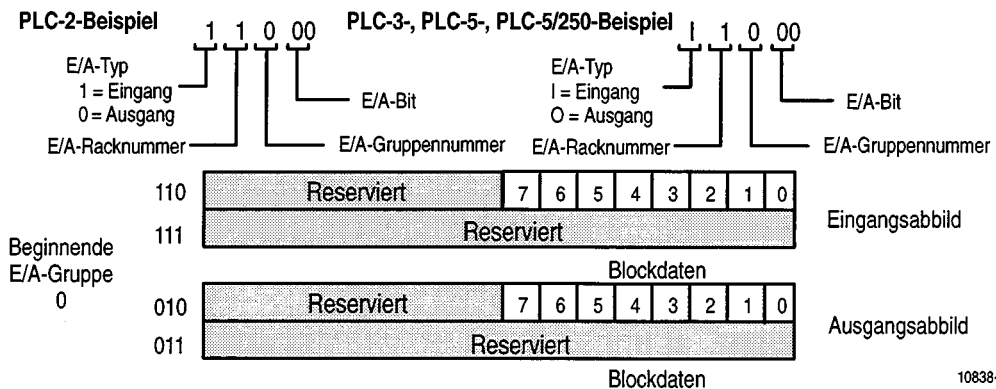 PLC-2-Beispiel
1 1 0 00
E/A-Typ
1 = Eingang
0 = Ausgang
E/A-Bit
E/A-Racknummer
E/A-Gruppennummer
PLC-3-, PLC-5-, PLC-5/250-Beispiel
I 1 0 00
E/A-Typ
I = Eingang
O = Ausgang
E/A-Bit
E/A-Racknummer
E/A-Gruppennummer
Beginnende
E/A-Gruppe
0
110 Reserviert 7 6 5 4 3 2 1 0
111 Reserviert
Eingangsabbild
Blockdaten
010 Reserviert 7 6 5 4 3 2 1 0
011 Reserviert
Ausgangsabbild
Blockdaten
10838-